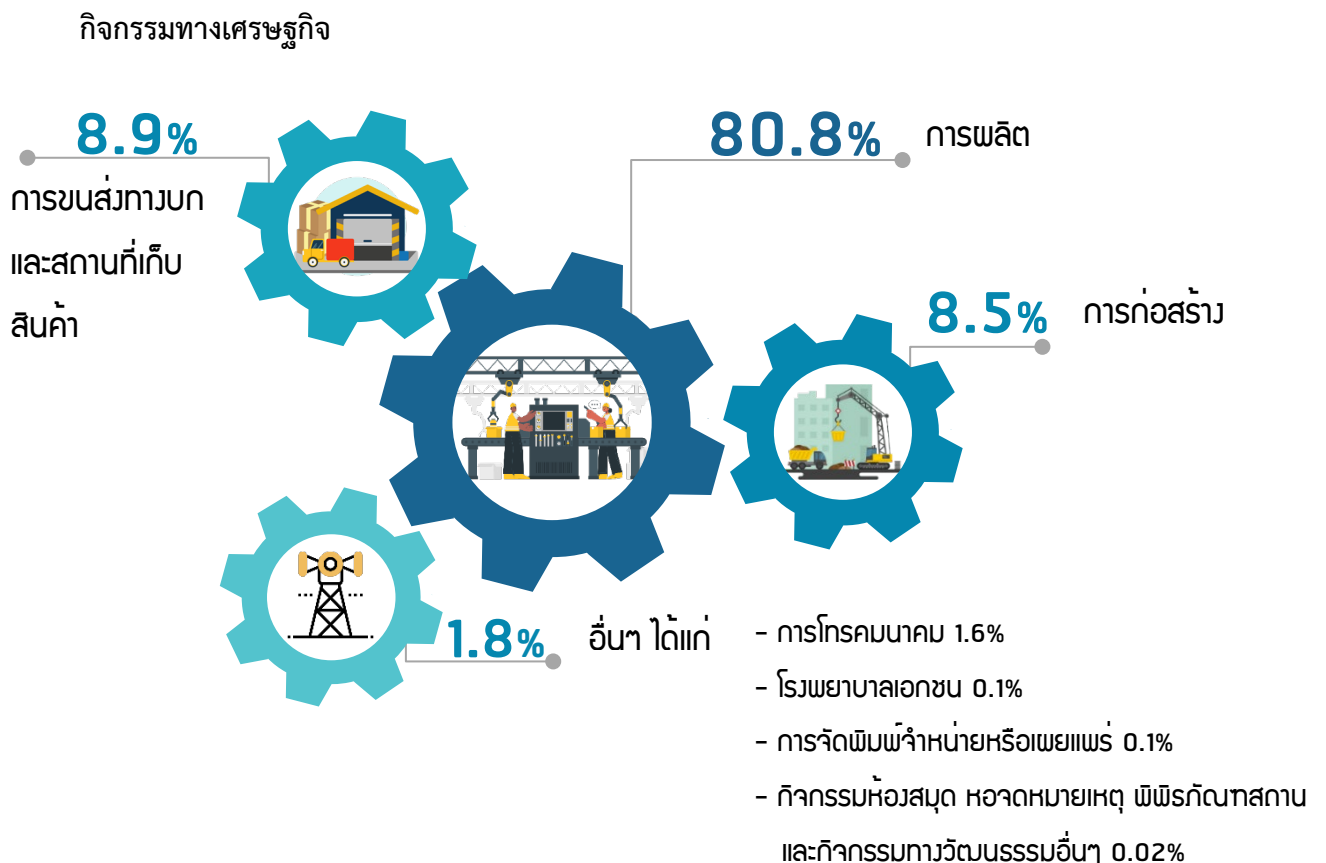 กิจกรรมทางเศรษฐกิจ
8.9%
การขนส่งทางบก
และสถานที่เก็บ
สินค้า
80.8% การผลิต
8.5% การก่อสร้าง
1.8% อื่นๆ ได้แก่
- การโทรคมนาคม 1.6%
- โรงพยาบาลเอกชน 0.1%
- การจัดพิมพ์จำหน่ายหรือเผยแพร่ 0.1%
- กิจกรรมห้องสมุด หอจดหมายเหตุ พิพิธภัณฑสถาน
และกิจกรรมทางวัฒนธรรมอื่นๆ 0.02%